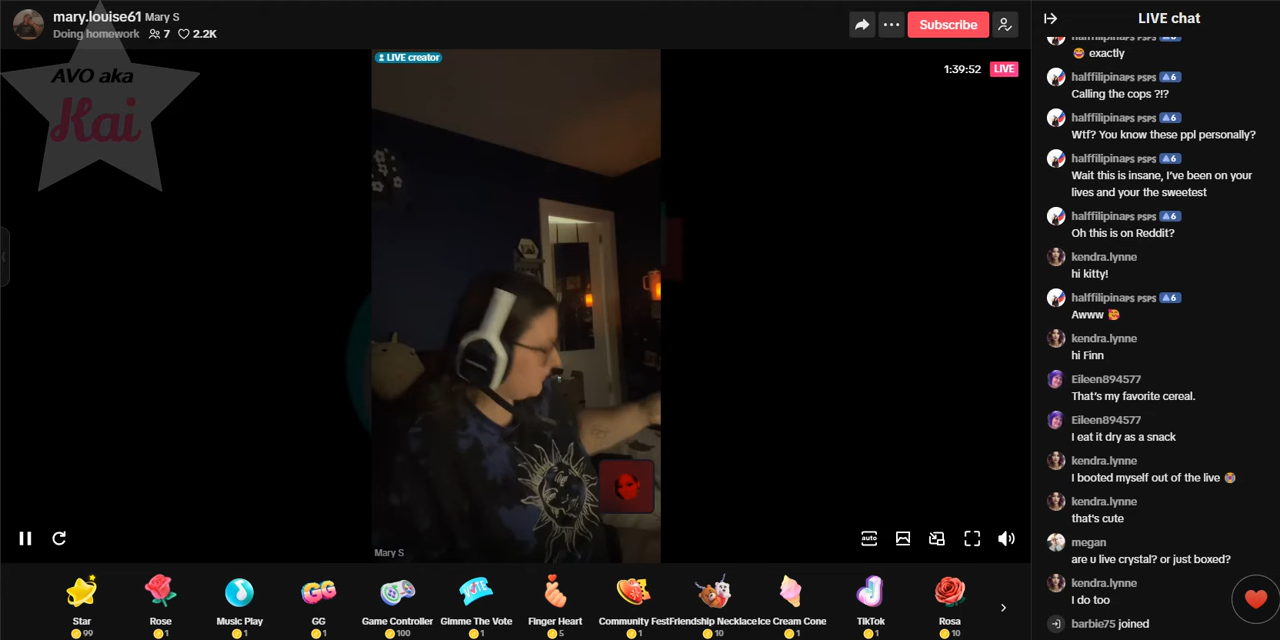 mary.louise61 Mary S
Doing homework 7 2.2K
Subscribe
AVO aka
Kai
LIVE creator
1:39:52 LIVE
Mary S
Star
99
Rose
1
Music Play
1
GG
GG
1
Game Controller
100
VOTE
Gimme The Vote
1
Finger Heart
5
Community Fest
1
Friendship Necklace
10
Ice Cream Cone
1
TikTok
1
Rosa
10
auto
LIVE chat
halffilipinaPS PSPS 6
exactly
halffilipinaPS PSPS 6
Calling the cops ?!?
halffilipinaPS PSPS 6
Wtf? You know these ppl personally?
halffilipinaPS PSPS 6
Wait this is insane, I've been on your
lives and your the sweetest
halffilipinaPS PSPS 6
Oh this is on Reddit?
kendra.lynne
hi kitty!
halffilipinaPS PSPS 6
Awww 🥰
kendra.lynne
hi Finn
Eileen894577
That's my favorite cereal.
Eileen894577
I eat it dry as a snack
kendra.lynne
I booted myself out of the live
kendra.lynne
that's cute
megan
are u live crystal? or just boxed?
kendra.lynne
I do too
barbie75 joined